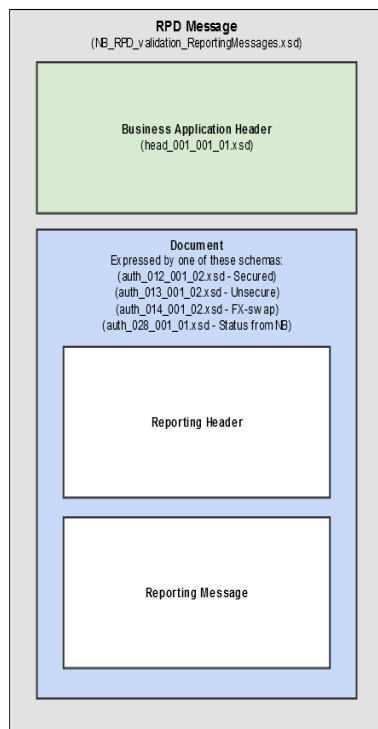 RPD Message
(NB_RPD_validation_ReportingMessages.xsd)
Business Application Header
(head_001_001_01.xsd)
Document
Expressed by one of these schemas:
(auth_012_001_02.xsd - Secured)
(auth_013_001_02.xsd - Unsecure)
(auth_014_001_02.xsd - FX-swap)
(auth_028_001_01.xsd - Status from NB)
Reporting Header
Reporting Message